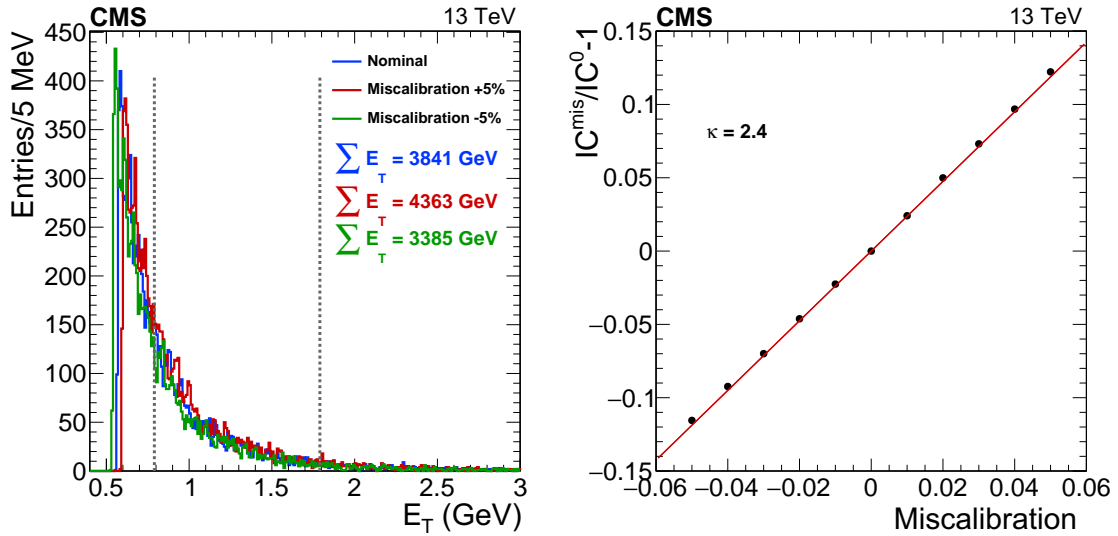 CMS 13 TeV
Entries/5 MeV
450
400
350
300
250
200
150
100
50
0
Nominal
Miscalibration +5%
Miscalibration -5%
∑ E_T = 3841 GeV
∑ E_T = 4363 GeV
∑ E_T = 3385 GeV
0.5 1 1.5 2 2.5 3
E_T (GeV)
CMS 13 TeV
IC^mis/IC^0-1
0.15
0.1
0.05
0
−0.05
−0.1
−0.15
κ = 2.4
−0.06 −0.04 −0.02 0 0.02 0.04 0.06
Miscalibration